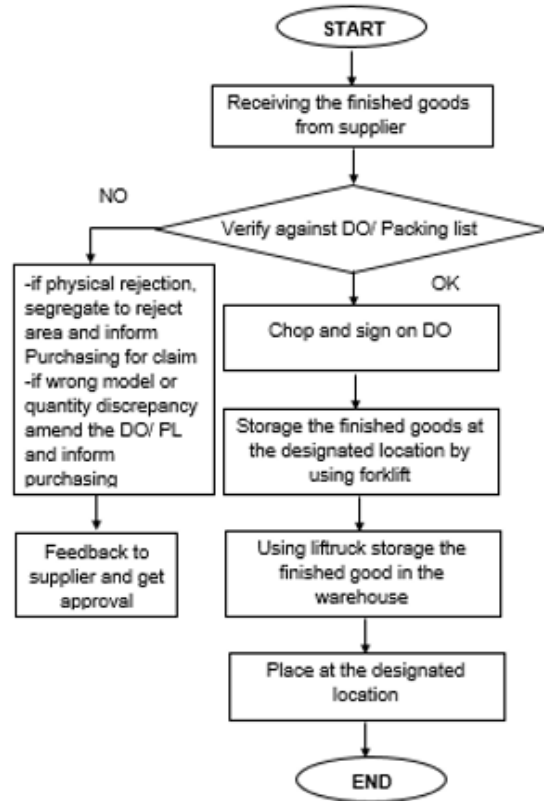 START
Receiving the finished goods
from supplier
NO
Verify against DO/ Packing list
OK
-if physical rejection,
segregate to reject
area and inform
Purchasing for claim
-if wrong model or
quantity discrepancy
amend the DO/ PL
and inform
purchasing
Chop and sign on DO
Storage the finished goods at
the designated location by
using forklift
Feedback to
supplier and get
approval
Using liftruck storage the
finished good in the
warehouse
Place at the designated
location
END